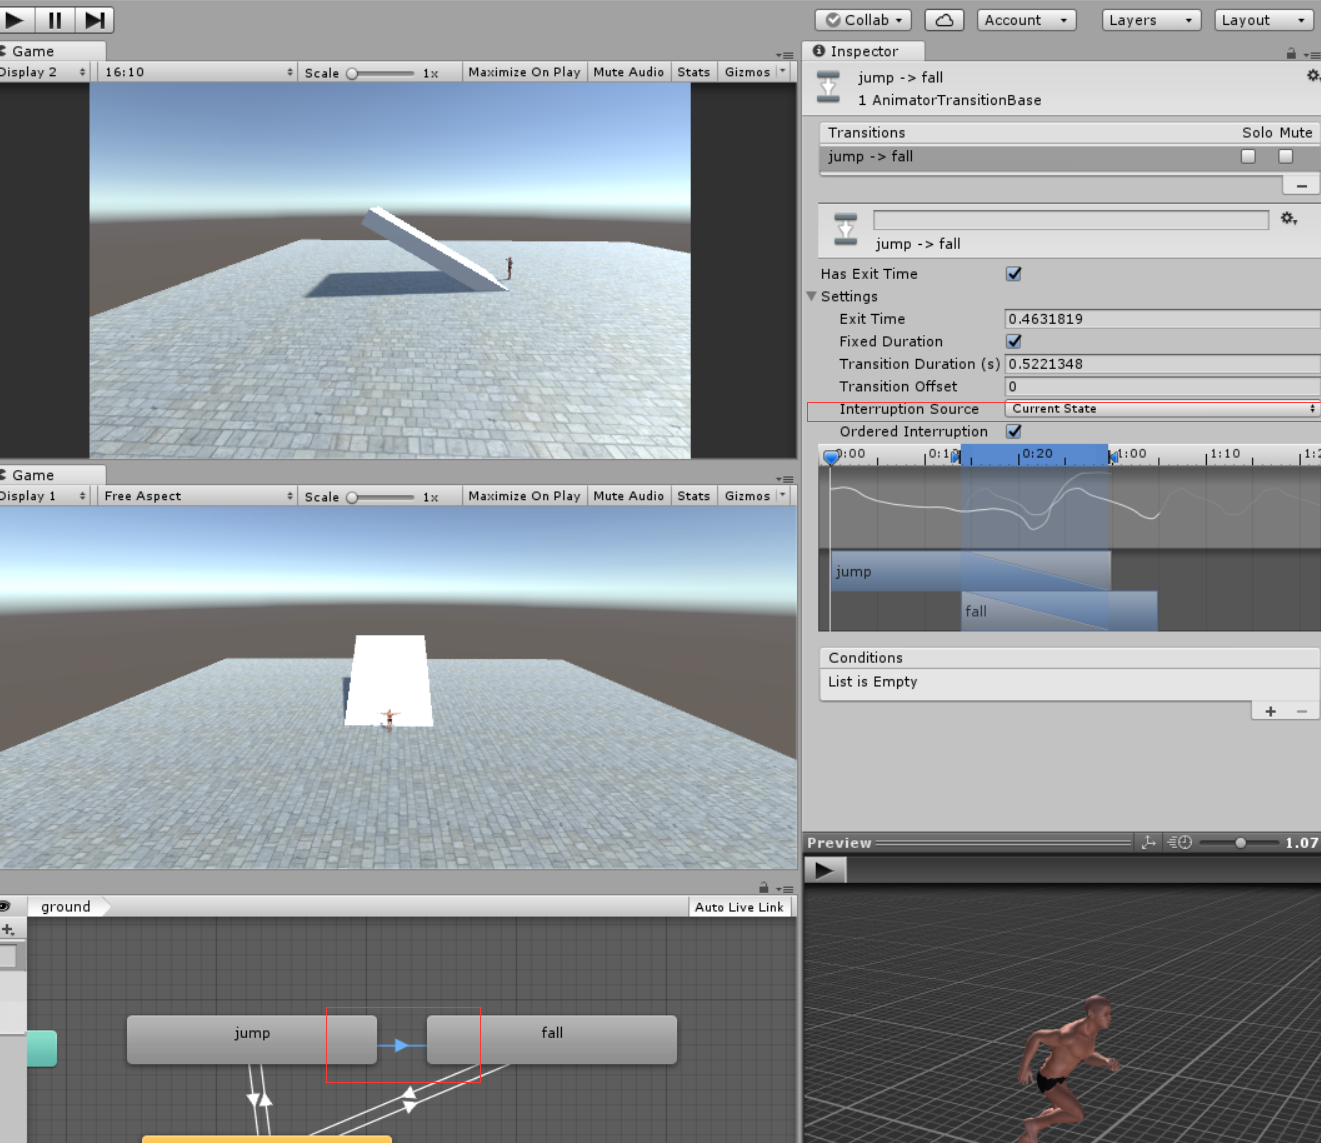 Collab
Account
Layers
Layout
Game
Display 2
16:10
Scale
1x
Maximize On Play
Mute Audio
Stats
Gizmos
Game
Display 1
Free Aspect
Scale
1x
Maximize On Play
Mute Audio
Stats
Gizmos
ground
Auto Live Link
jump
fall
Inspector
jump -> fall
1 AnimatorTransitionBase
Transitions
Solo Mute
jump -> fall
jump -> fall
Has Exit Time
Settings
Exit Time 0.4631819
Fixed Duration
Transition Duration (s) 0.5221348
Transition Offset 0
Interruption Source Current State
Ordered Interruption
0:20
1:00
1:10
jump
fall
Conditions
List is Empty
Preview
1.07